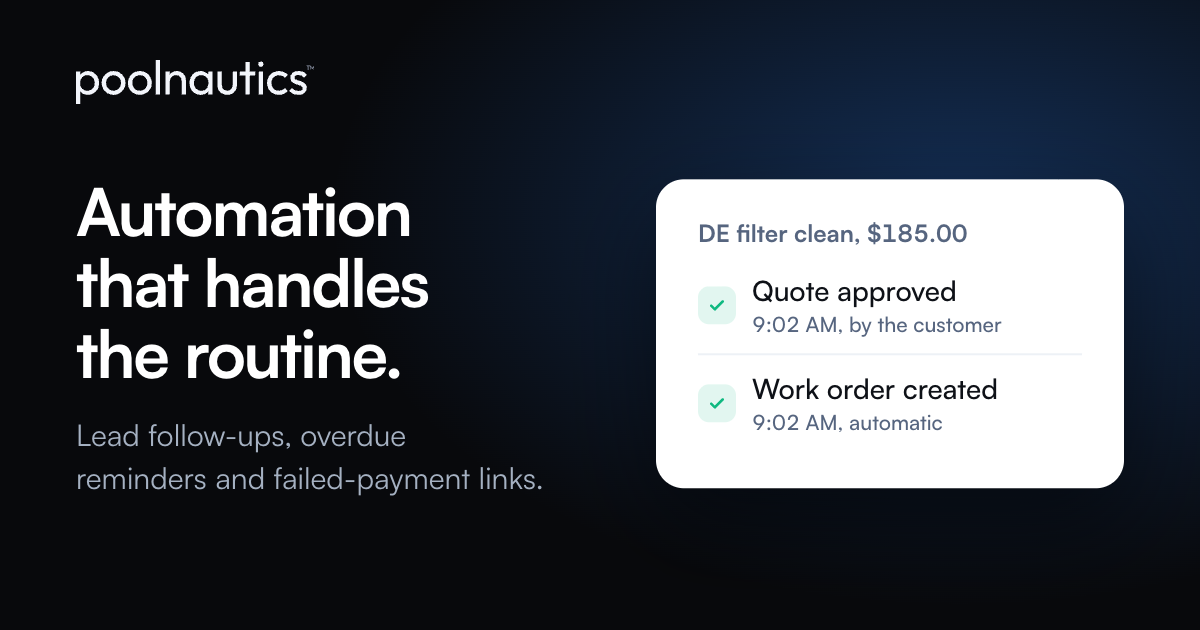 poolnautics™
Automation
that handles
the routine.
Lead follow-ups, overdue
reminders and failed-payment links.
DE filter clean, $185.00
Quote approved
9:02 AM, by the customer
Work order created
9:02 AM, automatic